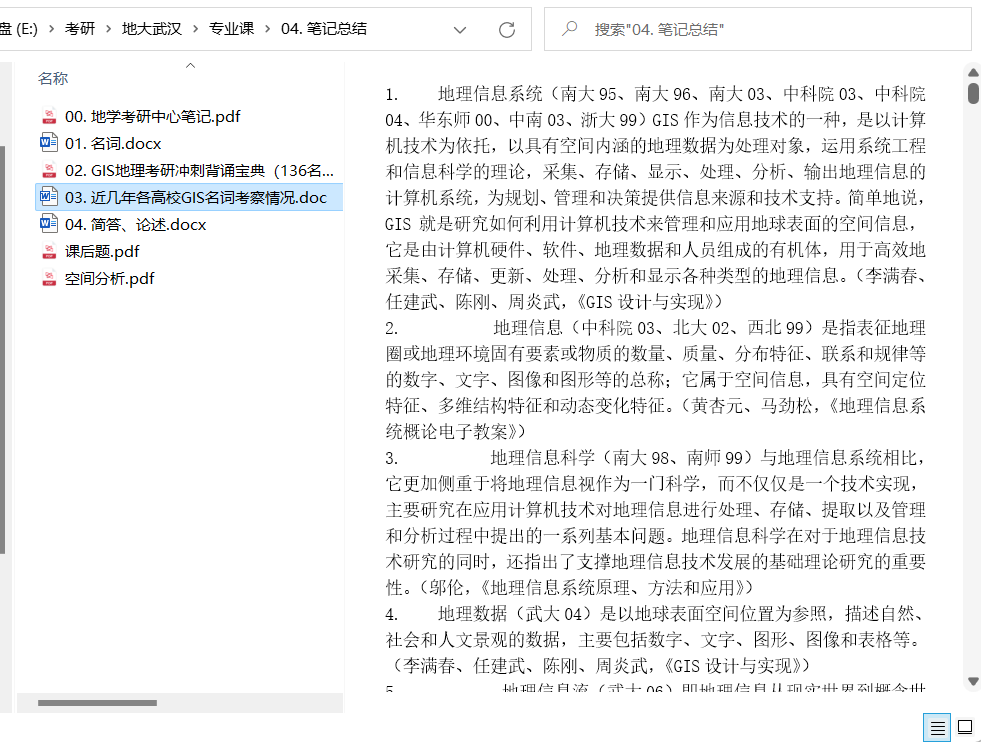 盘 (E:) › 考研 › 地大武汉 › 专业课 › 04. 笔记总结
搜索"04. 笔记总结"
名称
00. 地学考研中心笔记.pdf
01. 名词.docx
02. GIS地理考研冲刺背诵宝典（136名...
03. 近几年各高校GIS名词考察情况.doc
04. 简答、论述.docx
课后题.pdf
空间分析.pdf
1. 地理信息系统（南大 95、南大 96、南大 03、中科院 03、中科院
04、华东师 00、中南 03、浙大 99）GIS 作为信息技术的一种，是以计算
机技术为依托，以具有空间内涵的地理数据为处理对象，运用系统工程
和信息科学的理论，采集、存储、显示、处理、分析、输出地理信息的
计算机系统，为规划、管理和决策提供信息来源和技术支持。简单地说，
GIS 就是研究如何利用计算机技术来管理和应用地球表面的空间信息，
它是由计算机硬件、软件、地理数据和人员组成的有机体，用于高效地
采集、存储、更新、处理、分析和显示各种类型的地理信息。（李满春、
任建武、陈刚、周炎武，《GIS 设计与实现》）
2. 地理信息（中科院 03、北大 02、西北 99）是指表征地理
圈或地理环境固有要素或物质的数量、质量、分布特征、联系和规律等
的数字、文字、图像和图形等的总称；它属于空间信息，具有空间定位
特征、多维结构特征和动态变化特征。（黄杏元、马劲松，《地理信息系
统概论电子教案》）
3. 地理信息科学（南大 98、南师 99）与地理信息系统相比，
它更加侧重于将地理信息视作为一门科学，而不仅仅是一个技术实现，
主要研究在应用计算机技术对地理信息进行处理、存储、提取以及管理
和分析过程中提出的一系列基本问题。地理信息科学在对于地理信息技
术研究的同时，还指出了支撑地理信息技术发展的基础理论研究的重要
性。（邬伦，《地理信息系统原理、方法和应用》）
4. 地理数据（武大 04）是以地球表面空间位置为参照，描述自然、
社会和人文景观的数据，主要包括数字、文字、图形、图像和表格等。
（李满春、任建武、陈刚、周炎武，《GIS 设计与实现》）
5. 地理信息流（武大 06）即地理信息从现实世界到概念世